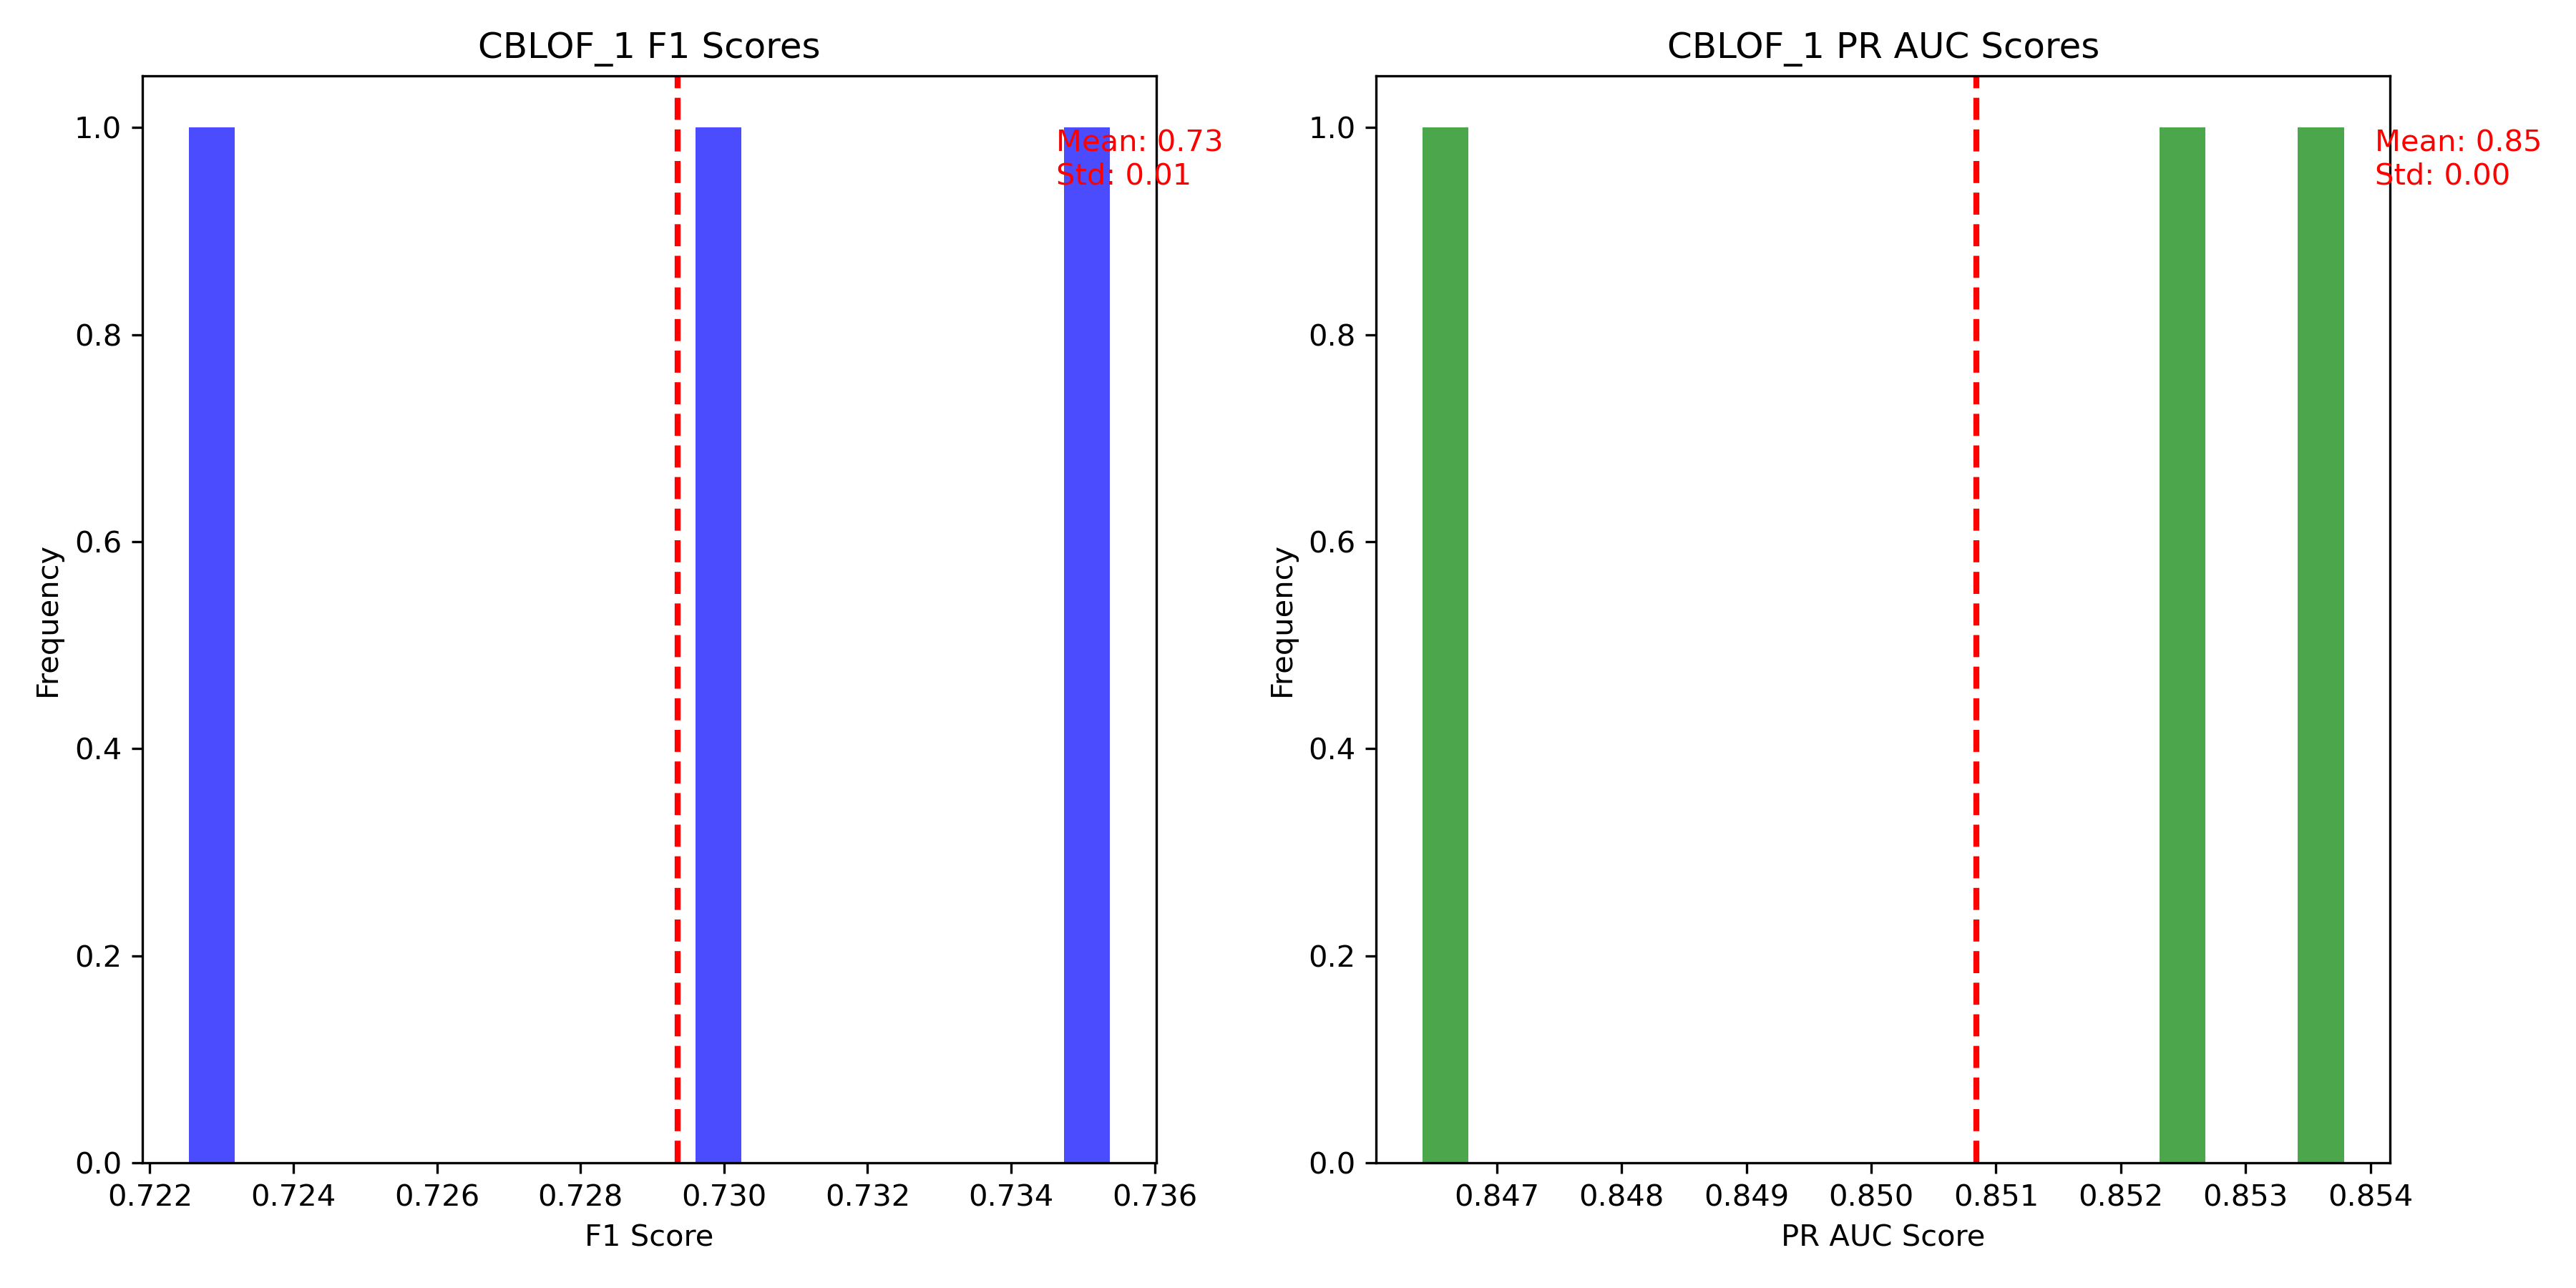 CBLOF_1 F1 Scores
Mean: 0.73
Std: 0.01
Frequency
1.0
0.8
0.6
0.4
0.2
0.0
0.722 0.724 0.726 0.728 0.730 0.732 0.734 0.736
F1 Score
CBLOF_1 PR AUC Scores
Mean: 0.85
Std: 0.00
Frequency
1.0
0.8
0.6
0.4
0.2
0.0
0.847 0.848 0.849 0.850 0.851 0.852 0.853 0.854
PR AUC Score